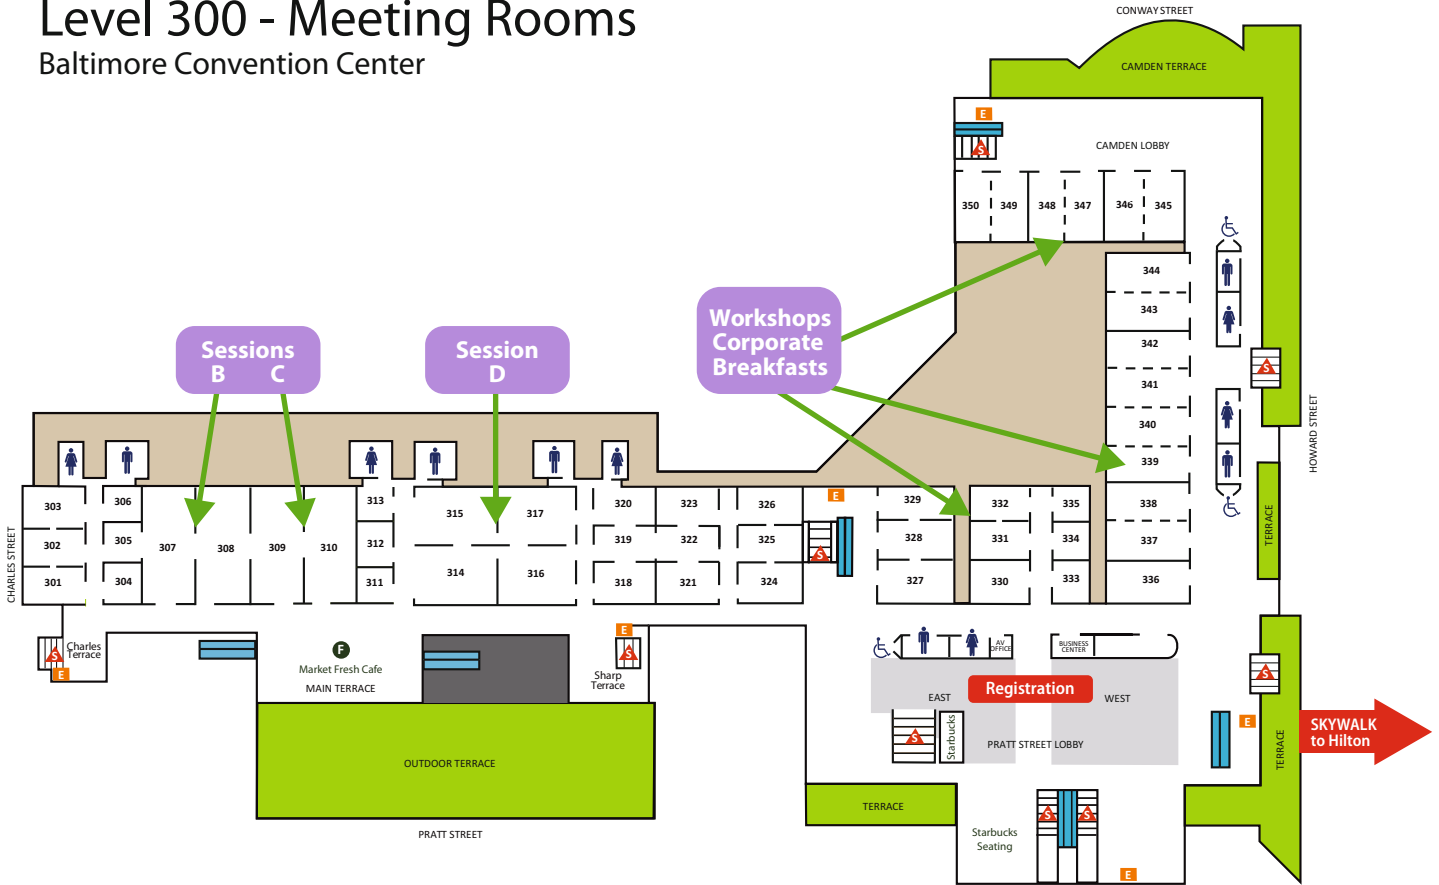 Level 300 - Meeting Rooms
Baltimore Convention Center
CONWAY STREET
CAMDEN TERRACE
E
S
CAMDEN LOBBY
350 349 348 347 346 345
344
343
342
341
340
339
338
337
336
S
HOWARD STREET
TERRACE
Workshops
Corporate
Breakfasts
Sessions
B C
Session
D
CHARLES STREET
303
302
301
306
305
304
307 308 309 310
313
312
311
315 317
314 316
320 323 326
319 322 325
318 321 324
E
S
329
328
327
332
331
330
335
334
333
Charles
Terrace
S
E
F
Market Fresh Cafe
MAIN TERRACE
E
S
Sharp
Terrace
OUTDOOR TERRACE
PRATT STREET
AV
OFFICE
BUSINESS
CENTER
EAST
Registration
WEST
S
Starbucks
PRATT STREET LOBBY
S
E
TERRACE
SKYWALK
to Hilton
TERRACE
S
S
Starbucks
Seating
E